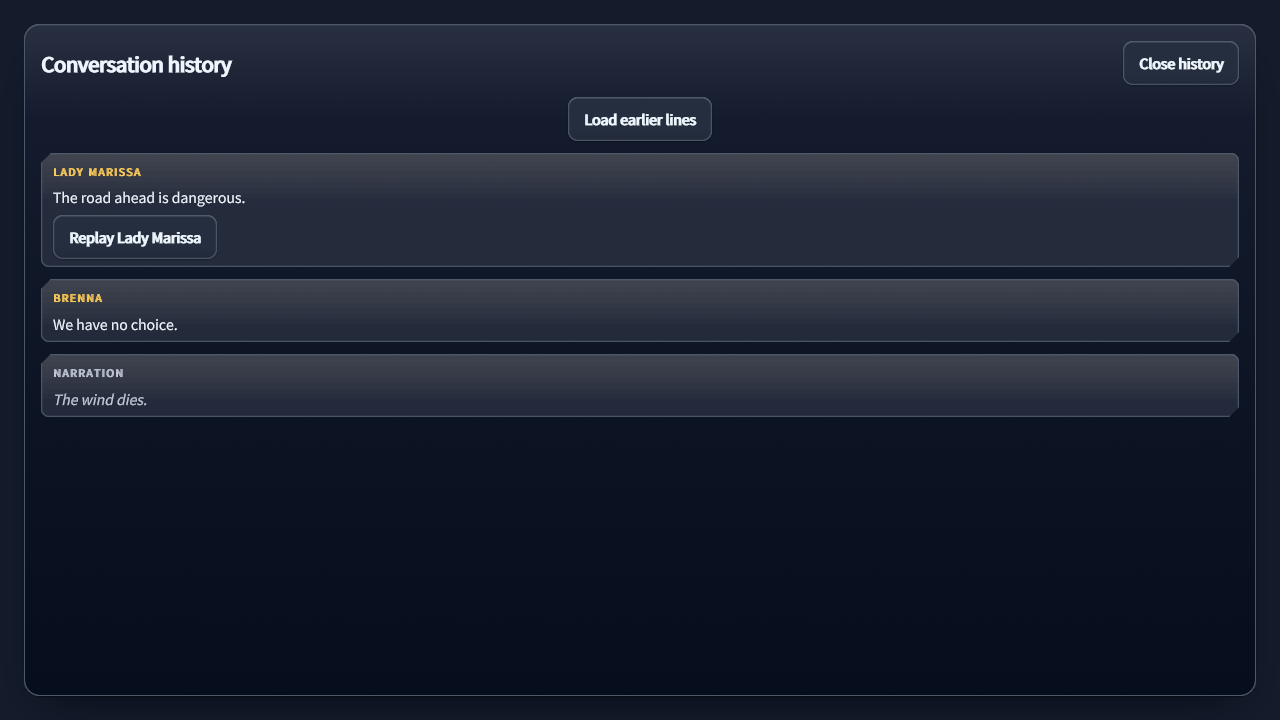 Conversation history
Close history
Load earlier lines
LADY MARISSA
The road ahead is dangerous.
Replay Lady Marissa
BRENNA
We have no choice.
NARRATION
The wind dies.